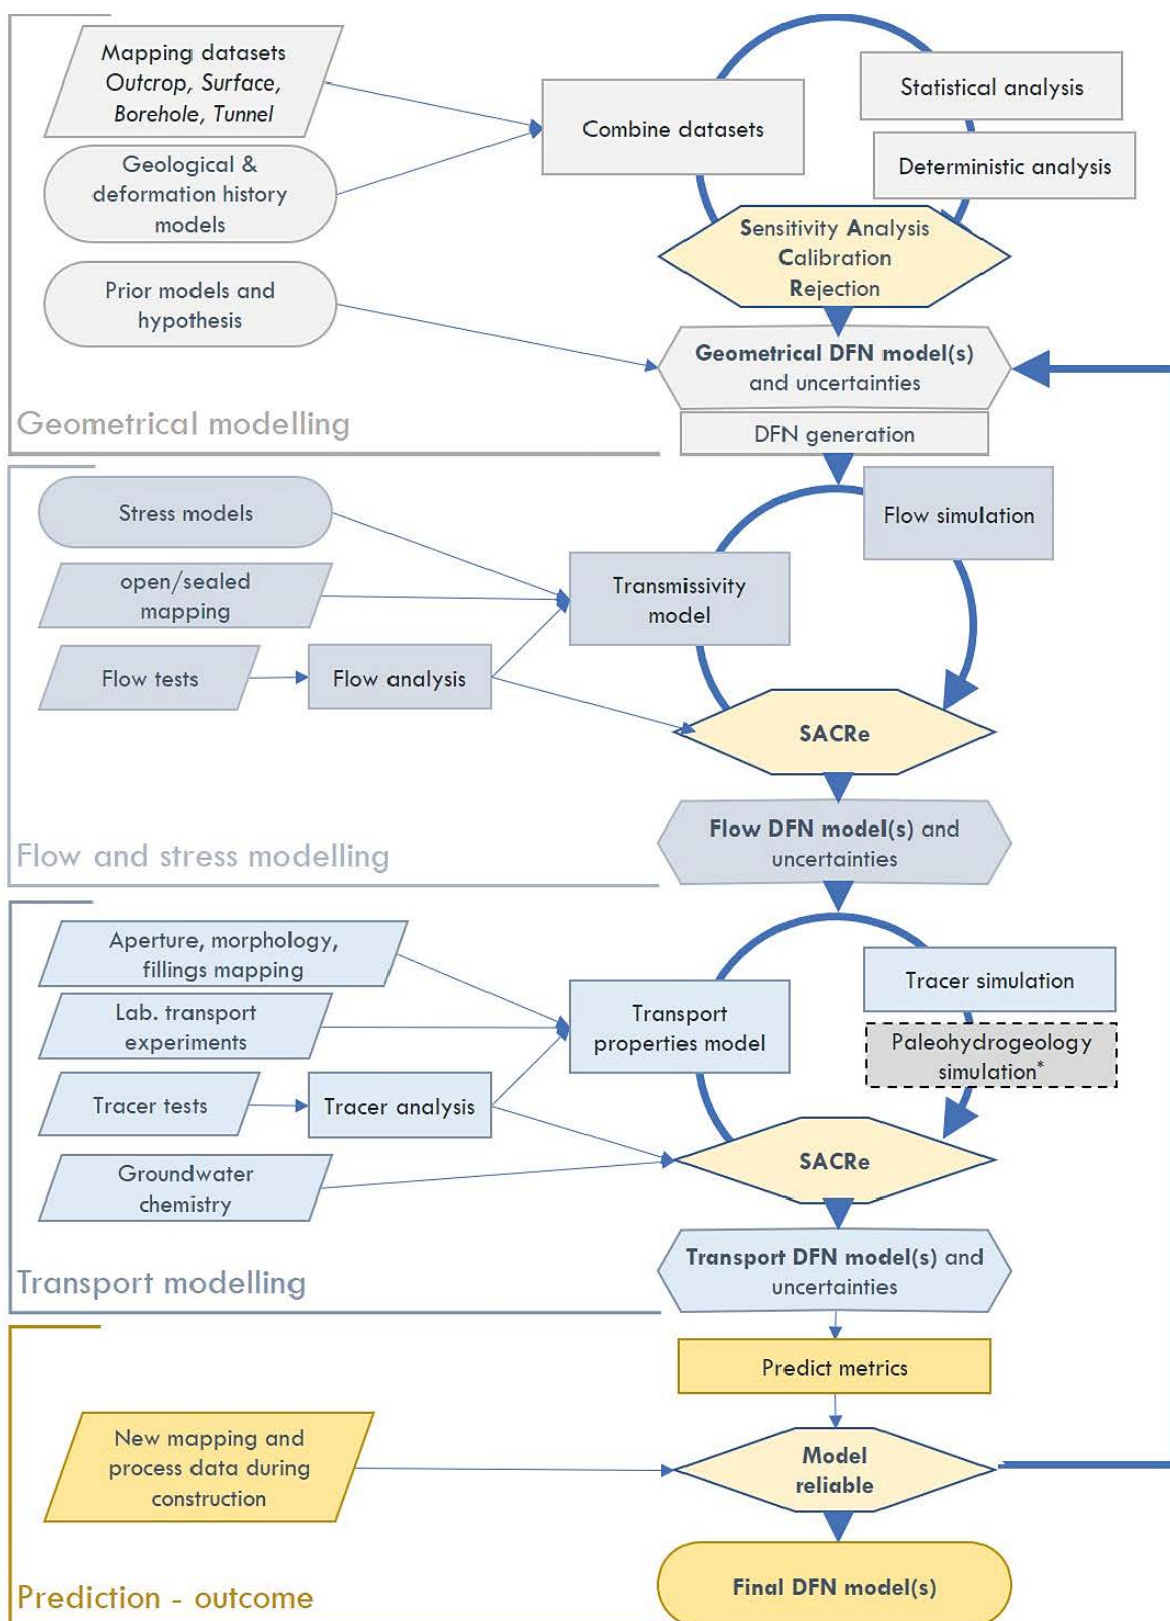 Mapping datasets
Outcrop, Surface,
Borehole, Tunnel
Statistical analysis
Combine datasets
Deterministic analysis
Geological &
deformation history
models
Sensitivity Analysis
Calibration
Rejection
Prior models and
hypothesis
Geometrical DFN model(s)
and uncertainties
Geometrical modelling
DFN generation
Stress models
Flow simulation
open/sealed
mapping
Transmissivity
model
Flow tests
Flow analysis
SACRe
Flow DFN model(s) and
uncertainties
Flow and stress modelling
Aperture, morphology,
fillings mapping
Tracer simulation
Lab. transport
experiments
Transport
properties model
Paleohydrogeology
simulation*
Tracer tests
Tracer analysis
SACRe
Groundwater
chemistry
Transport DFN model(s) and
uncertainties
Transport modelling
Predict metrics
New mapping and
process data during
construction
Model
reliable
Final DFN model(s)
Prediction - outcome